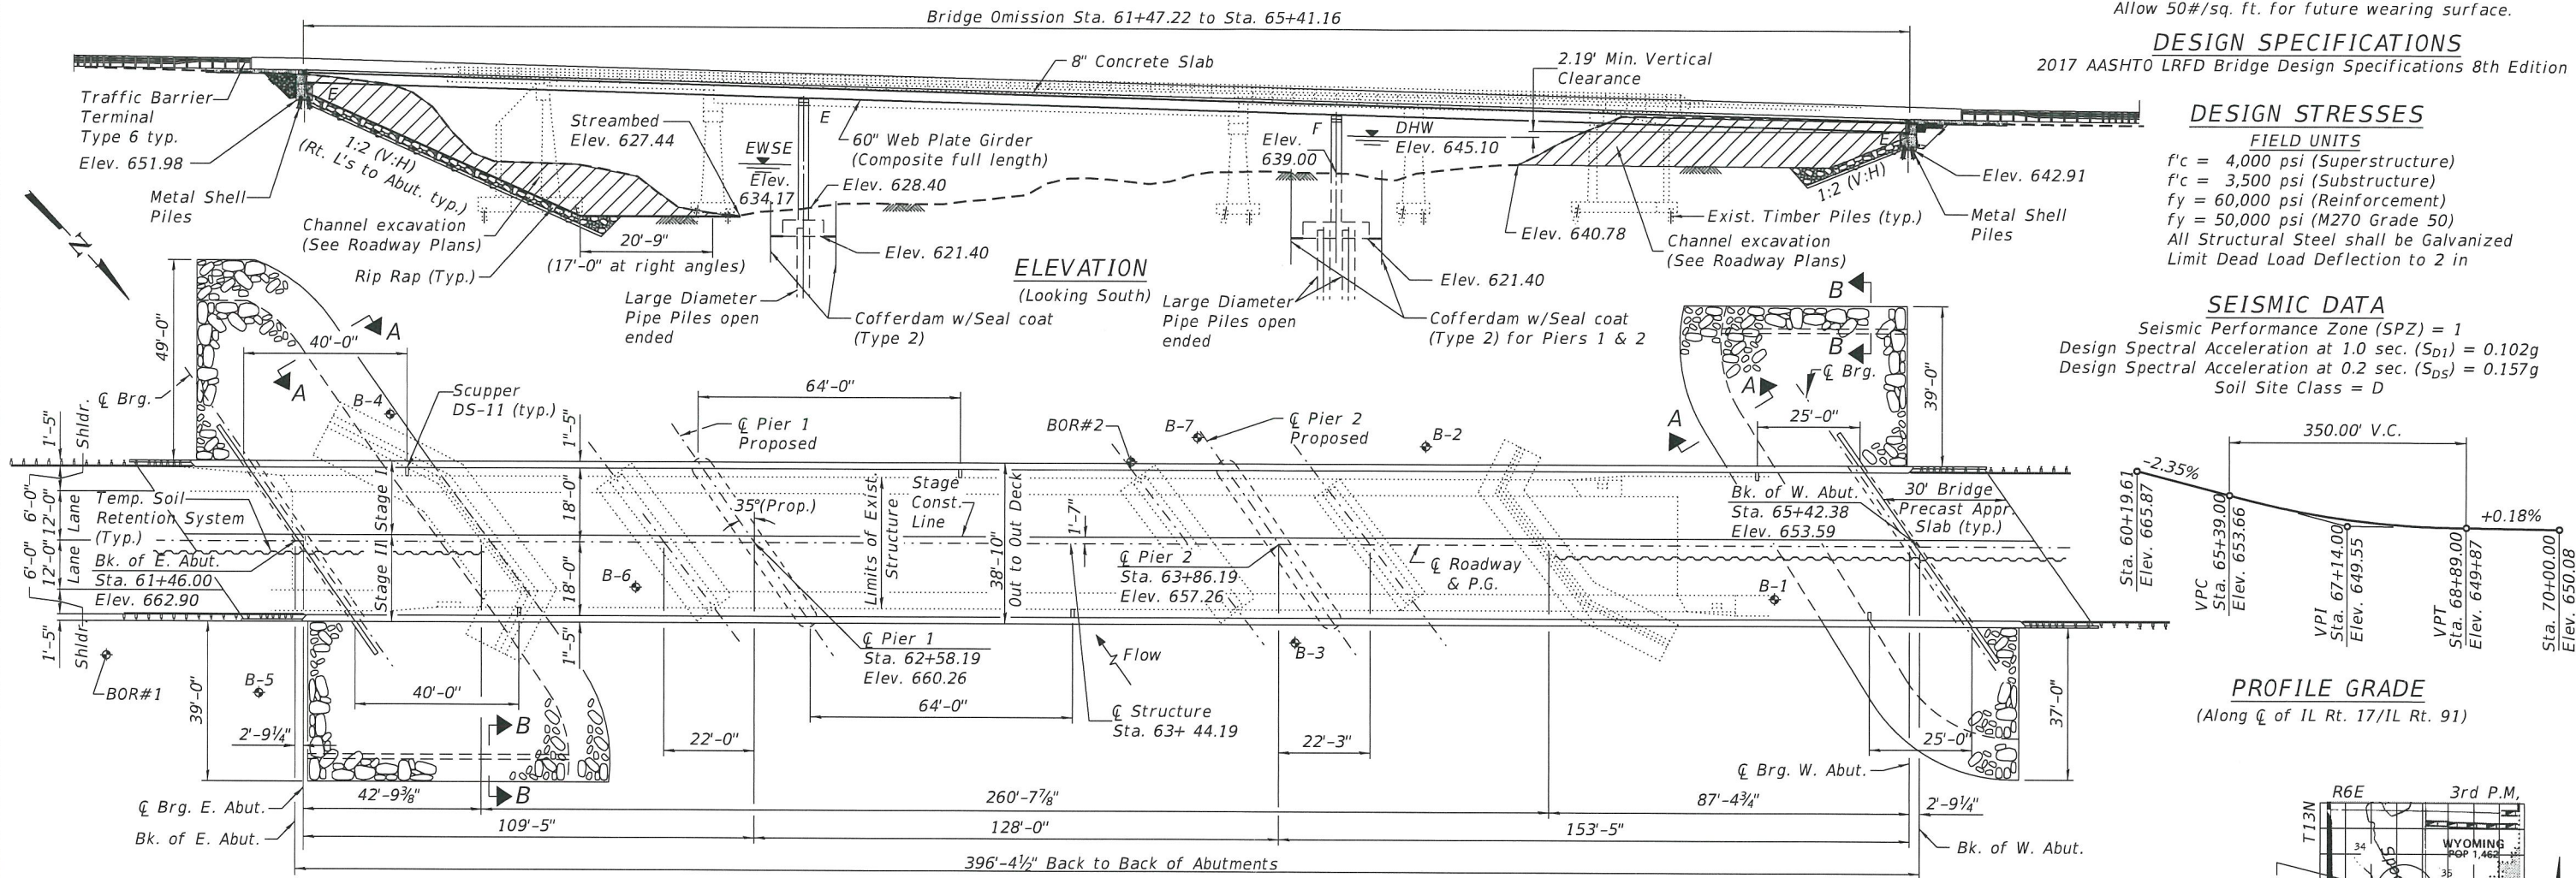 Bridge Omission Sta. 61+47.22 to Sta. 65+41.16
Allow 50#/sq. ft. for future wearing surface.
DESIGN SPECIFICATIONS
2017 AASHTO LRFD Bridge Design Specifications 8th Edition
DESIGN STRESSES
FIELD UNITS
f'c = 4,000 psi (Superstructure)
f'c = 3,500 psi (Substructure)
fy = 60,000 psi (Reinforcement)
fy = 50,000 psi (M270 Grade 50)
All Structural Steel shall be Galvanized
Limit Dead Load Deflection to 2 in
SEISMIC DATA
Seismic Performance Zone (SPZ) = 1
Design Spectral Acceleration at 1.0 sec. (SD1) = 0.102g
Design Spectral Acceleration at 0.2 sec. (SDS) = 0.157g
Soil Site Class = D
Traffic Barrier
Terminal
Type 6 typ.
Elev. 651.98
Metal Shell
Piles
E
1:2 (V:H)
(Rt. L's to Abut. typ.)
Channel excavation
(See Roadway Plans)
Rip Rap (Typ.)
Streambed
Elev. 627.44
20'-9"
(17'-0" at right angles)
EWSE
Elev.
634.17
8" Concrete Slab
E
60" Web Plate Girder
(Composite full length)
Elev. 628.40
Elev. 621.40
Large Diameter
Pipe Piles open
ended
Cofferdam w/Seal coat
(Type 2)
ELEVATION
(Looking South)
Elev.
639.00
F
DHW
Elev. 645.10
2.19' Min. Vertical
Clearance
Elev. 621.40
Large Diameter
Pipe Piles open
ended
Cofferdam w/Seal coat
(Type 2) for Piers 1 & 2
Elev. 640.78
Exist. Timber Piles (typ.)
Channel excavation
(See Roadway Plans)
E
1:2 (V:H)
Elev. 642.91
Metal Shell
Piles
N
49'-0"
40'-0"
A
A
℄ Brg.
B-4
Scupper
DS-11 (typ.)
64'-0"
℄ Pier 1
Proposed
BOR#2
B-7
℄ Pier 2
Proposed
B-2
B
B
A
A
℄ Brg.
25'-0"
39'-0"
1'-5"
Shldr.
6'-0"
12'-0"
Lane
12'-0"
Lane
6'-0"
Shldr.
1'-5"
Temp. Soil
Retention System
(Typ.)
Bk. of E. Abut.
Sta. 61+46.00
Elev. 662.90
Stage I
Stage II
1"-5"
18'-0"
18'-0"
1"-5"
B-6
35°(Prop.)
Limits of Exist.
Structure
Stage
Const.
Line
38'-10"
Out to Out Deck
1'-7"
℄ Pier 2
Sta. 63+86.19
Elev. 657.26
℄ Roadway
& P.G.
Bk. of W. Abut.
Sta. 65+42.38
Elev. 653.59
30' Bridge
Precast Appr.
Slab (typ.)
B-1
BOR#1
B-5
39'-0"
2'-9¼"
40'-0"
B
B
22'-0"
℄ Pier 1
Sta. 62+58.19
Elev. 660.26
64'-0"
Flow
℄ Structure
Sta. 63+ 44.19
B-3
22'-3"
25'-0"
37'-0"
℄ Brg. W. Abut.
℄ Brg. E. Abut.
Bk. of E. Abut.
42'-9⅜"
260'-7⅞"
87'-4¾"
2'-9¼"
109'-5"
128'-0"
153'-5"
396'-4½" Back to Back of Abutments
Bk. of W. Abut.
350.00' V.C.
-2.35%
+0.18%
Sta. 60+19.61
Elev. 665.87
VPC
Sta. 65+39.00
Elev. 653.66
VPI
Sta. 67+14.00
Elev. 649.55
VPT
Sta. 68+89.00
Elev. 649+87
Sta. 70+00.00
Elev. 650.08
PROFILE GRADE
(Along ℄ of IL Rt. 17/IL Rt. 91)
R6E
3rd P.M,
T13N
34
WYOMING
POP 1,462
35